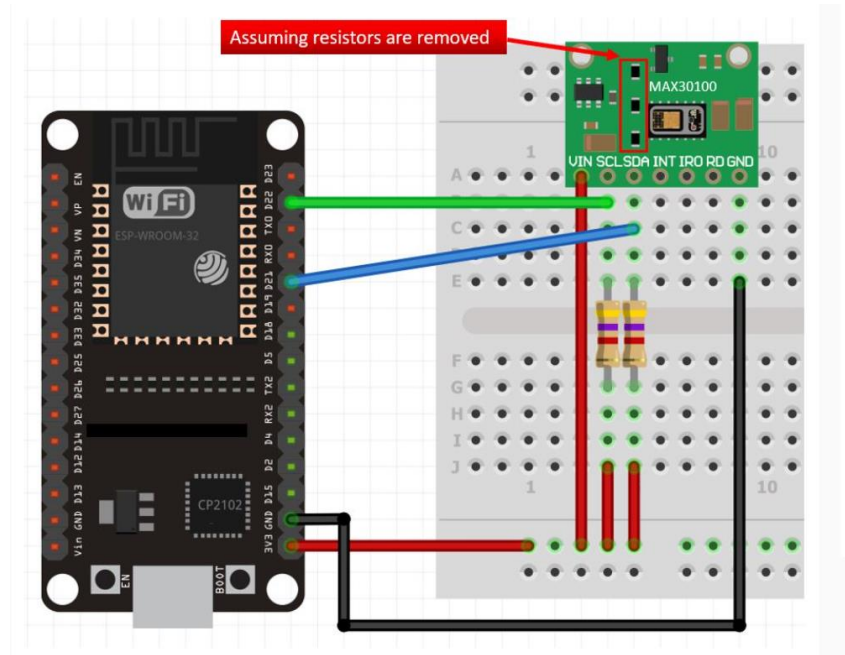 Assuming resistors are removed
MAX30100
VIN SCL SDA INT IRO RD GND
1
10
A
C
E
F
G
H
I
J
1
10
WiFi
ESP-WROOM-32
EN
VP
VN
D34
D35
D32
D33
D25
D26
D27
D14
D12
D13
GND
Vin
D23
D22
TX0
RX0
D21
D19
D18
D5
TX2
RX2
D4
D2
D15
GND
3V3
CP2102
EN
BOOT